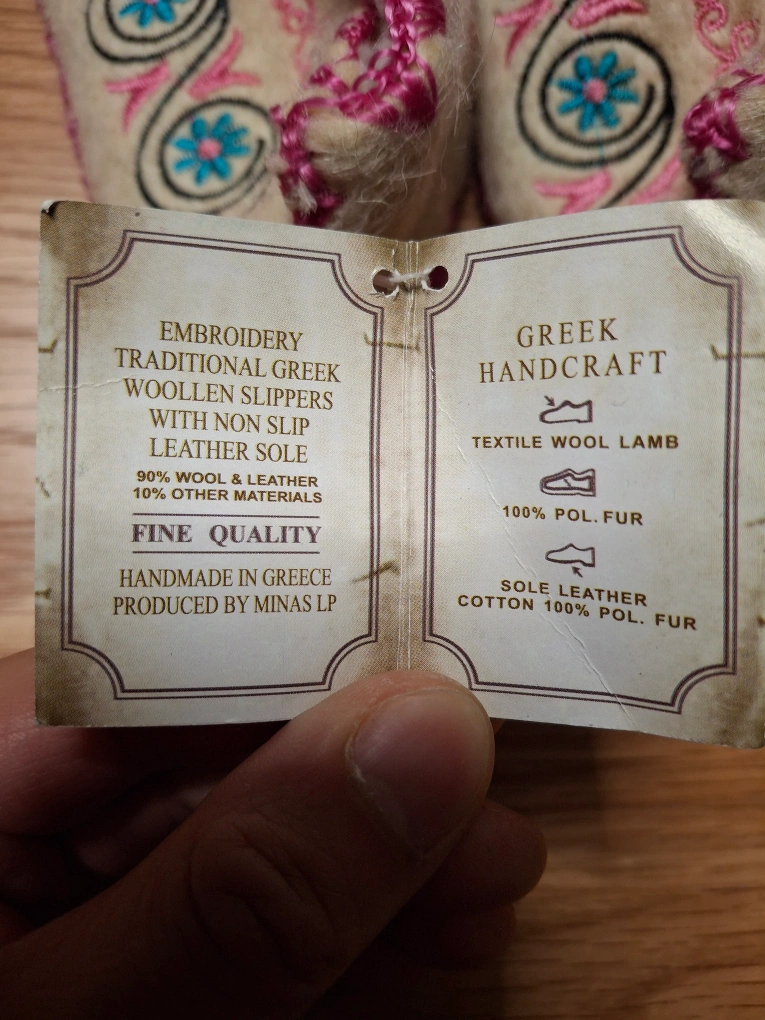 EMBROIDERY
TRADITIONAL GREEK
WOOLLEN SLIPPERS
WITH NON SLIP
LEATHER SOLE
90% WOOL & LEATHER
10% OTHER MATERIALS
FINE QUALITY
HANDMADE IN GREECE
PRODUCED BY MINAS LP
GREEK
HANDCRAFT
TEXTILE WOOL LAMB
100% POL. FUR
SOLE LEATHER
COTTON 100% POL. FUR